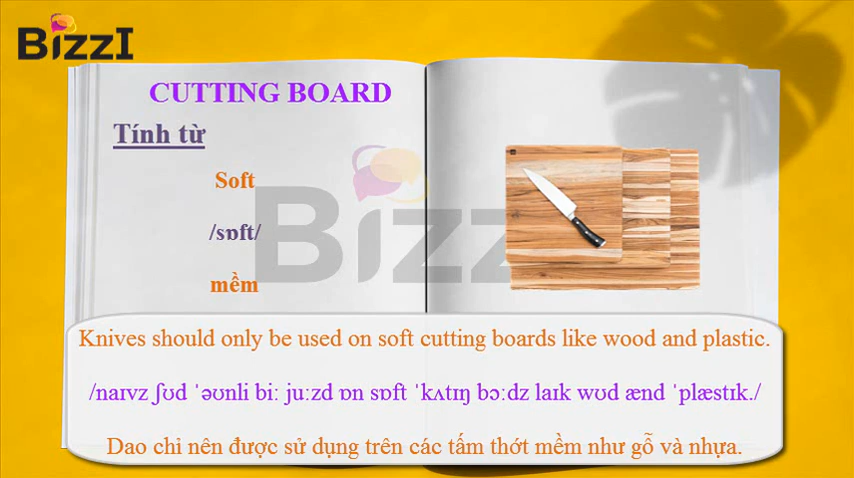 BizzI
CUTTING BOARD
Tính từ
Soft
/sɒft/
mềm
Bizz
Knives should only be used on soft cutting boards like wood and plastic.
/naɪvz ʃʊd ˈəʊnli biː juːzd ɒn sɒft ˈkʌtɪŋ bɔːdz laɪk wʊd ænd ˈplæstɪk./
Dao chỉ nên được sử dụng trên các tấm thớt mềm như gỗ và nhựa.